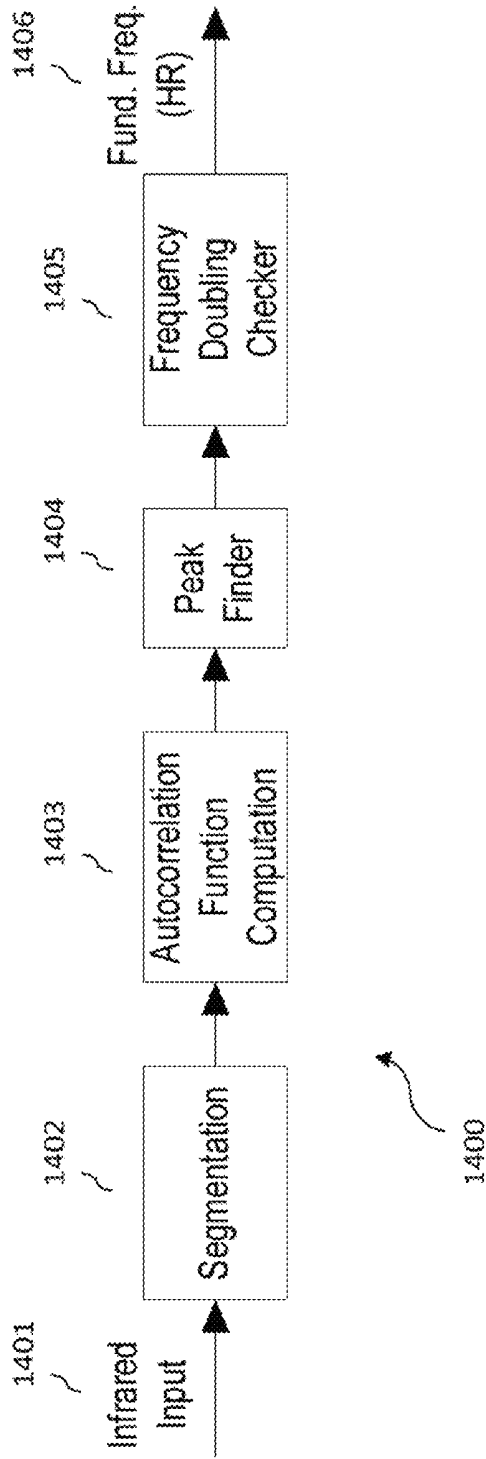 1401
Infrared
Input
1402
Segmentation
1403
Autocorrelation
Function
Computation
1404
Peak
Finder
1405
Frequency
Doubling
Checker
1406
Fund. Freq.
(HR)
1400